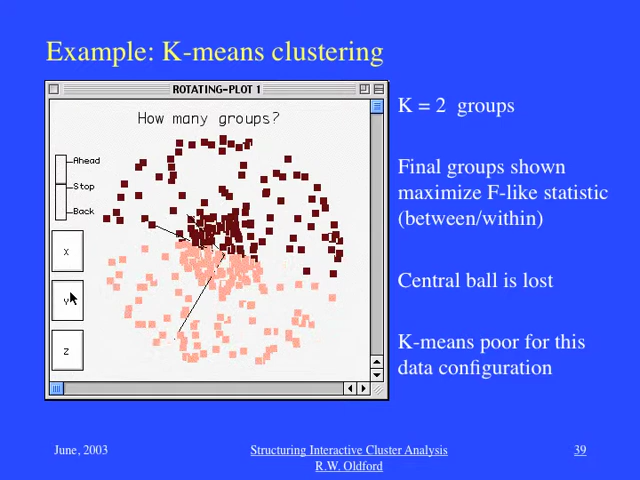 Example: K-means clustering
ROTATING-PLOT 1
How many groups?
Ahead
Stop
Back
X
Y
Z
K = 2 groups
Final groups shown
maximize F-like statistic
(between/within)
Central ball is lost
K-means poor for this
data configuration
June, 2003
Structuring Interactive Cluster Analysis
R.W. Oldford
39